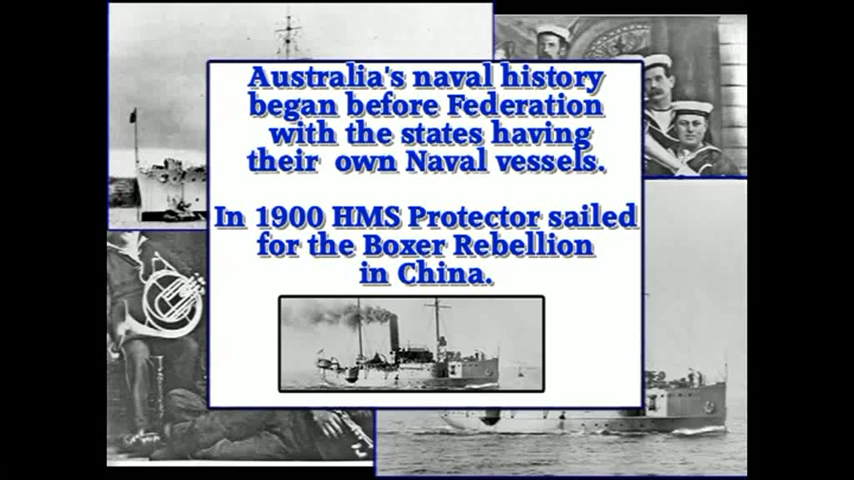 Australia's naval history
began before Federation
with the states having
their own Naval vessels.
In 1900 HMS Protector sailed
for the Boxer Rebellion
in China.